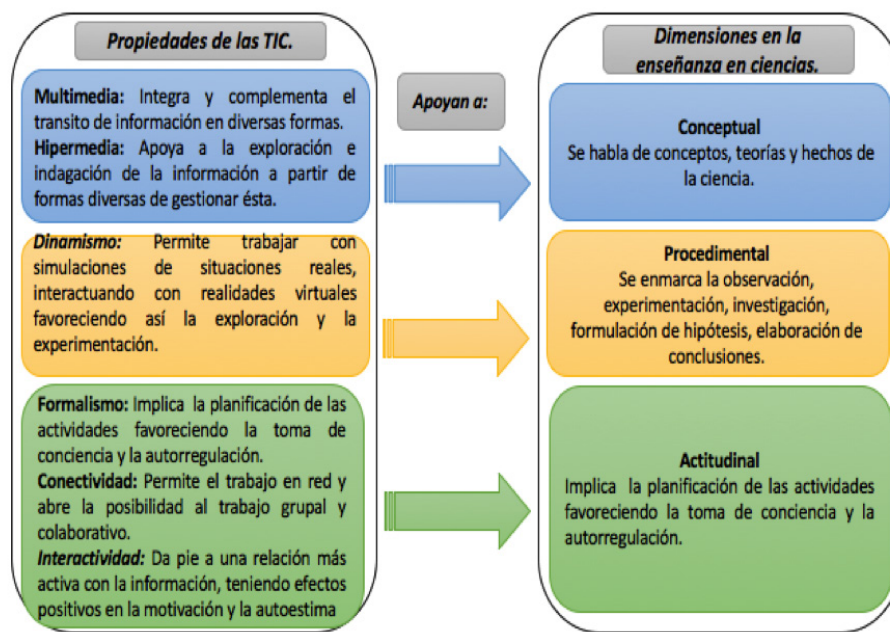 Propiedades de las TIC.
Multimedia: Integra y complementa el
transito de información en diversas formas.
Hipermedia: Apoya a la exploración e
indagación de la información a partir de
formas diversas de gestionar ésta.
Dinamismo: Permite trabajar con
simulaciones de situaciones reales,
interactuando con realidades virtuales
favoreciendo así la exploración y la
experimentación.
Formalismo: Implica la planificación de las
actividades favoreciendo la toma de
conciencia y la autorregulación.
Conectividad: Permite el trabajo en red y
abre la posibilidad al trabajo grupal y
colaborativo.
Interactividad: Da pie a una relación más
activa con la información, teniendo efectos
positivos en la motivación y la autoestima
Apoyan a:
Dimensiones en la
enseñanza en ciencias.
Conceptual
Se habla de conceptos, teorías y hechos de
la ciencia.
Procedimental
Se enmarca la observación,
experimentación, investigación,
formulación de hipótesis, elaboración de
conclusiones.
Actitudinal
Implica la planificación de las actividades
favoreciendo la toma de conciencia y la
autorregulación.